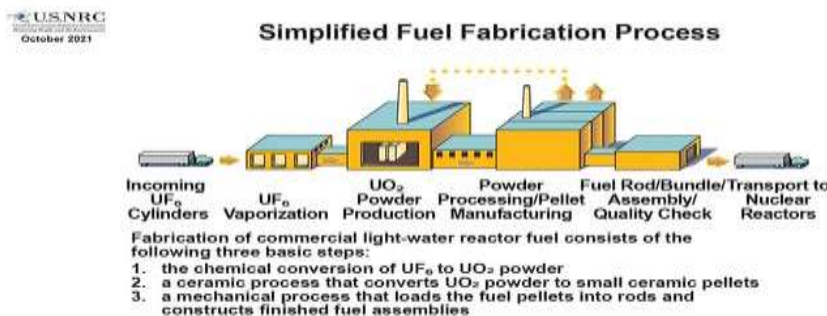 U.S.NRC
October 2021
Simplified Fuel Fabrication Process
Incoming UF₆ Cylinders
UF₆ Vaporization
UO₂ Powder Production
Powder Processing/Pellet Manufacturing
Fuel Rod/Bundle/Assembly/Quality Check
Transport to Nuclear Reactors
Fabrication of commercial light-water reactor fuel consists of the
following three basic steps:
1. the chemical conversion of UF₆ to UO₂ powder
2. a ceramic process that converts UO₂ powder to small ceramic pellets
3. a mechanical process that loads the fuel pellets into rods and
constructs finished fuel assemblies